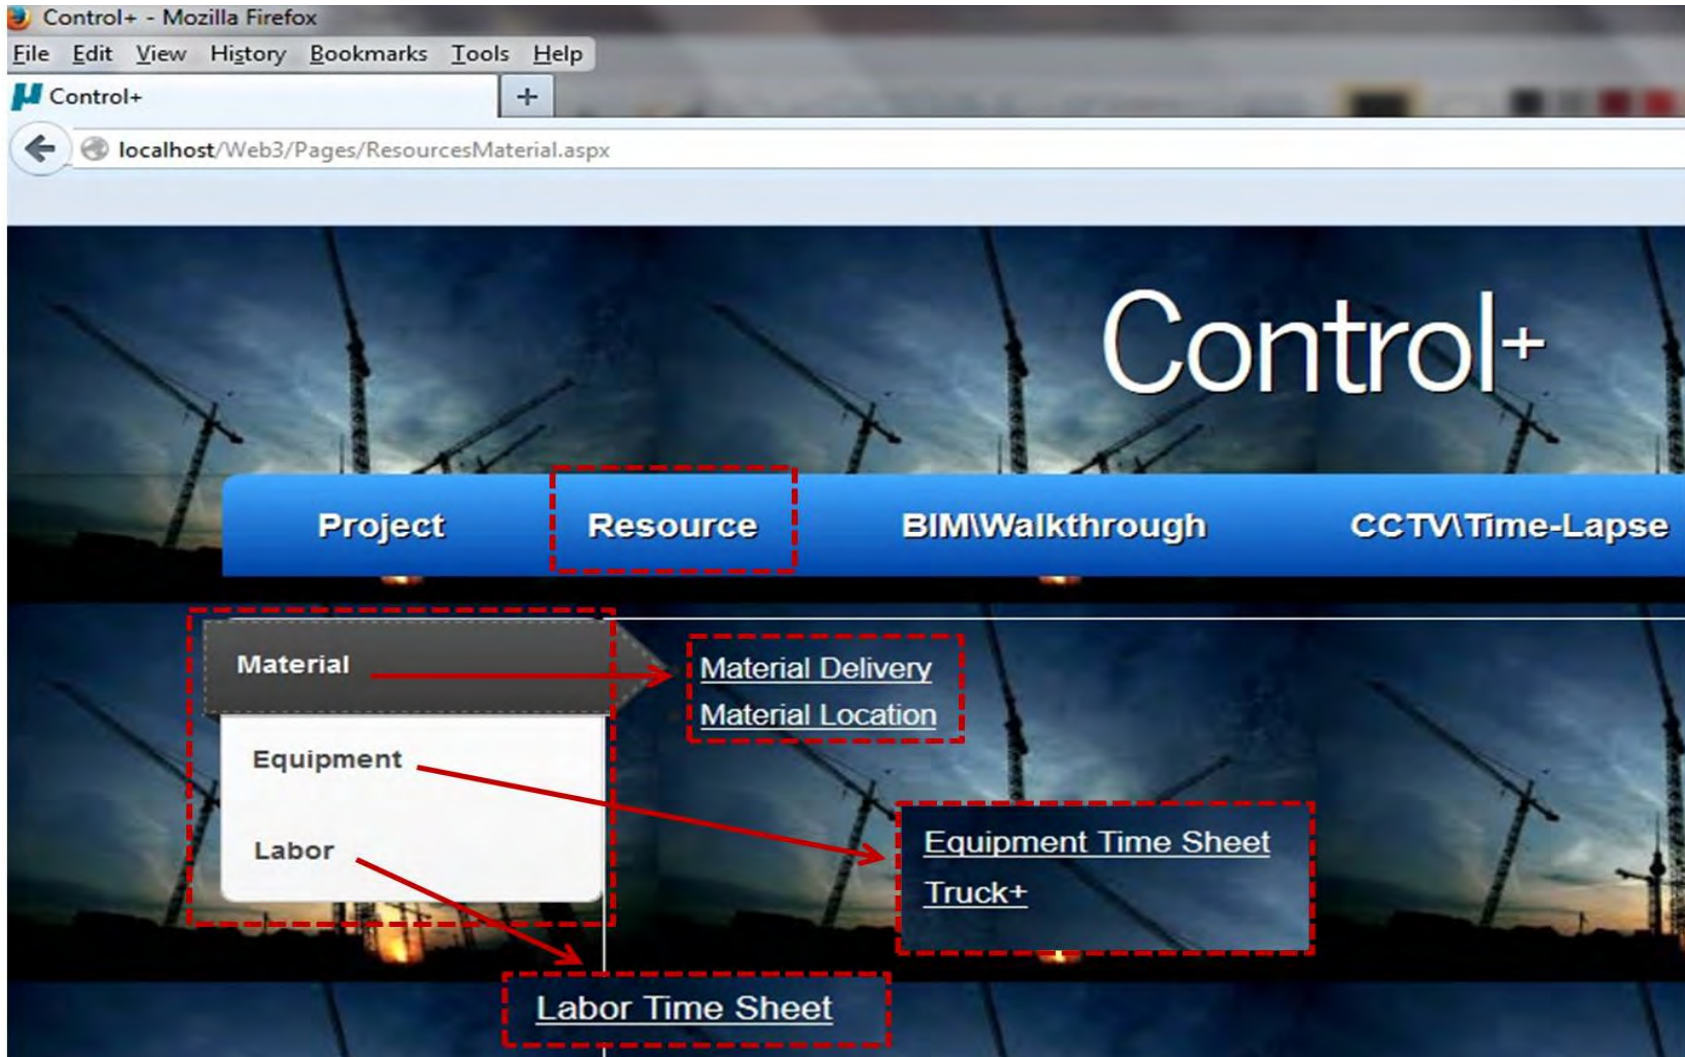 Control+ - Mozilla Firefox
File Edit View History Bookmarks Tools Help
Control+ +
localhost/Web3/Pages/ResourcesMaterial.aspx
Control+
Project Resource BIM\Walkthrough CCTV\Time-Lapse
Material
Material Delivery
Material Location
Equipment
Equipment Time Sheet
Truck+
Labor
Labor Time Sheet